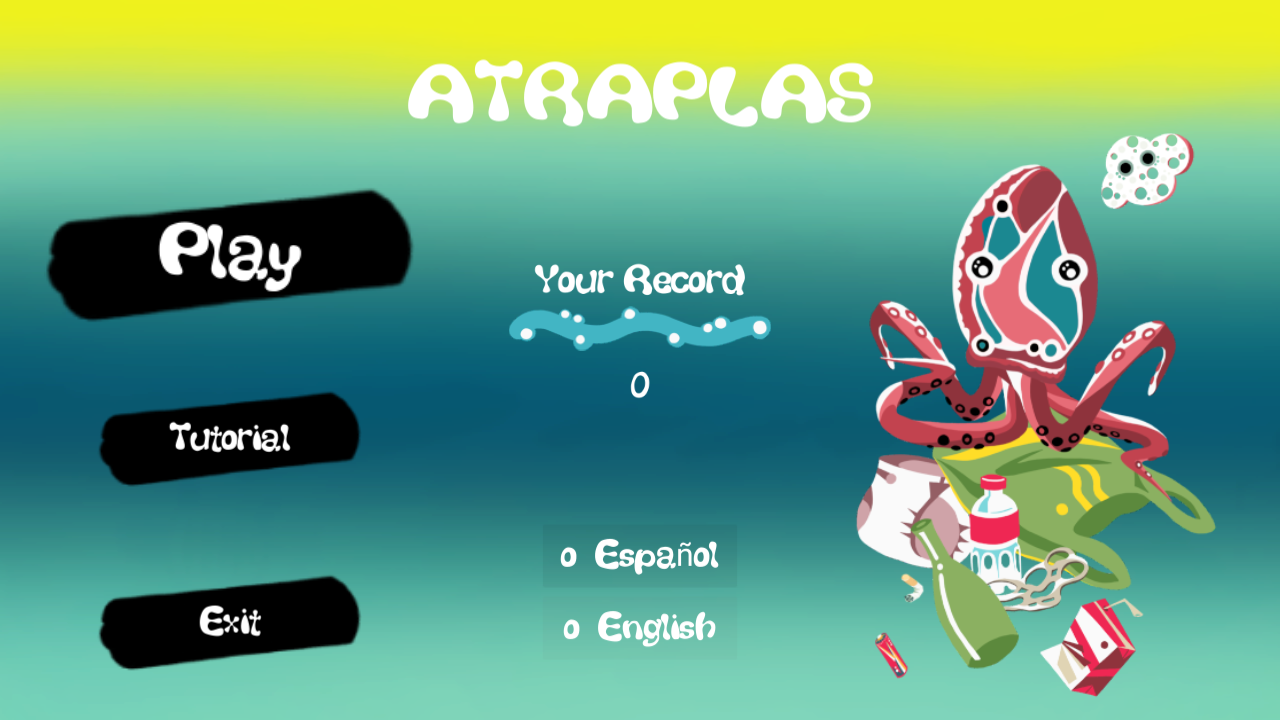 ATRAPLAS
Play
Your Record
0
Tutorial
o Español
o English
Exit